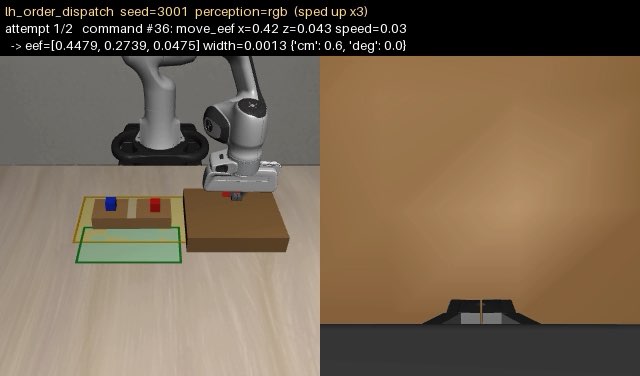 lh_order_dispatch seed=3001 perception=rgb (sped up x3)
attempt 1/2 command #36: move_eef x=0.42 z=0.043 speed=0.03
-> eef=[0.4479, 0.2739, 0.0475] width=0.0013 {'cm': 0.6, 'deg': 0.0}